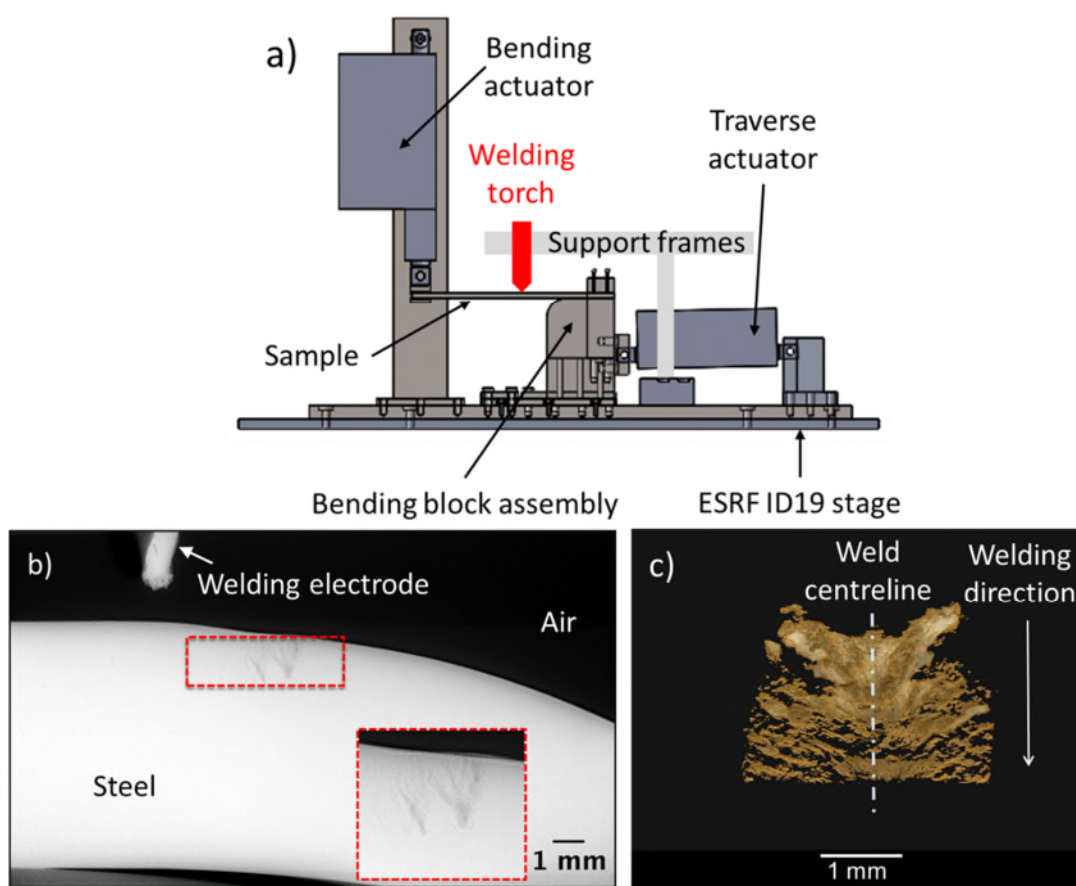 a)
Bending
actuator
Welding
torch
Traverse
actuator
Support frames
Sample
Bending block assembly
ESRF ID19 stage
b)
Welding electrode
Air
Steel
1 mm
c)
Weld
centreline
Welding
direction
1 mm